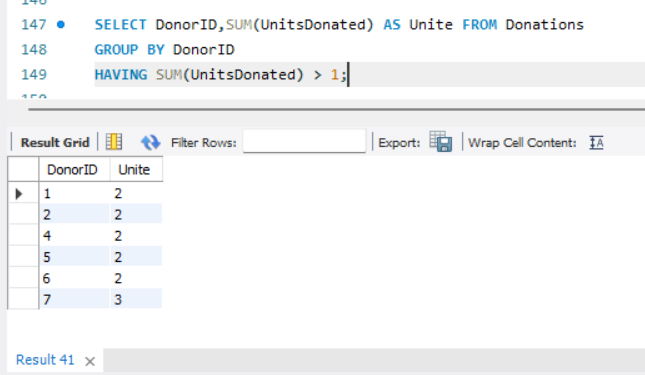 147 SELECT DonorID,SUM(UnitsDonated) AS Unite FROM Donations
148 GROUP BY DonorID
149 HAVING SUM(UnitsDonated) > 1;
Result Grid Filter Rows: Export: Wrap Cell Content: IA
DonorID Unite
1 2
2 2
4 2
5 2
6 2
7 3
Result 41 ×